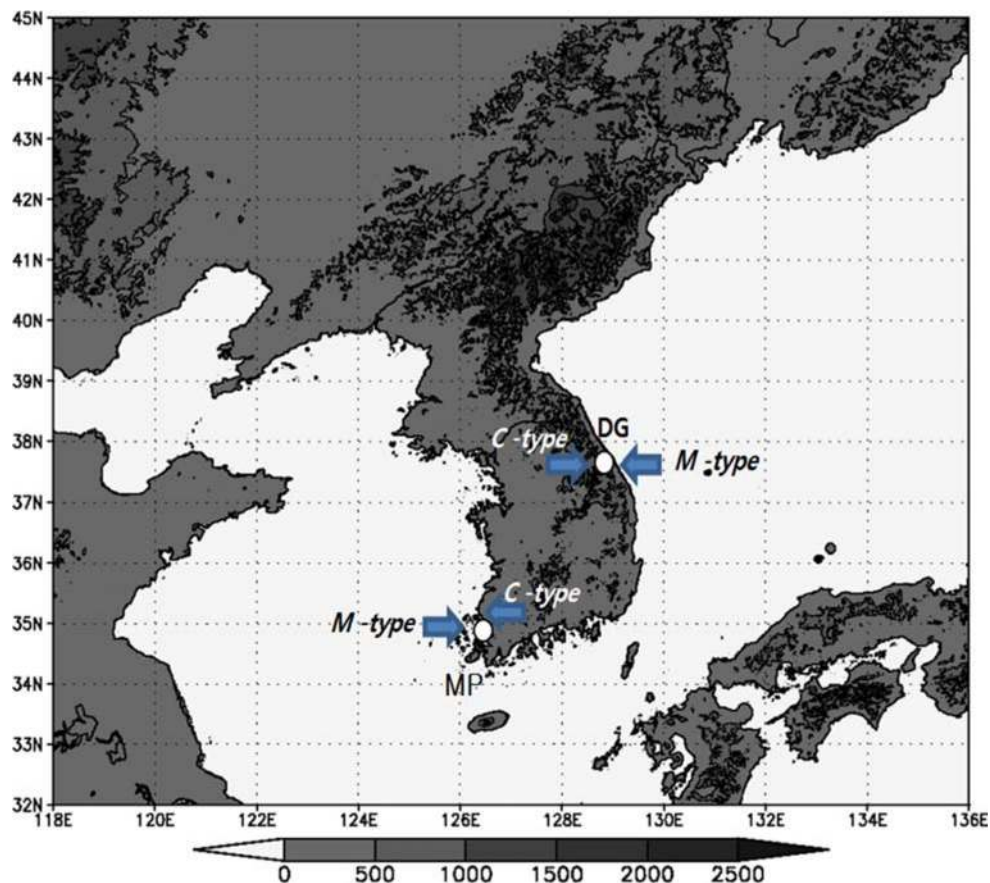 45N
44N
43N
42N
41N
40N
39N
38N
37N
36N
35N
34N
33N
32N
DG
C -type
M -type
C -type
M -type
MP
118E 120E 122E 124E 126E 128E 130E 132E 134E 136E
0 500 1000 1500 2000 2500